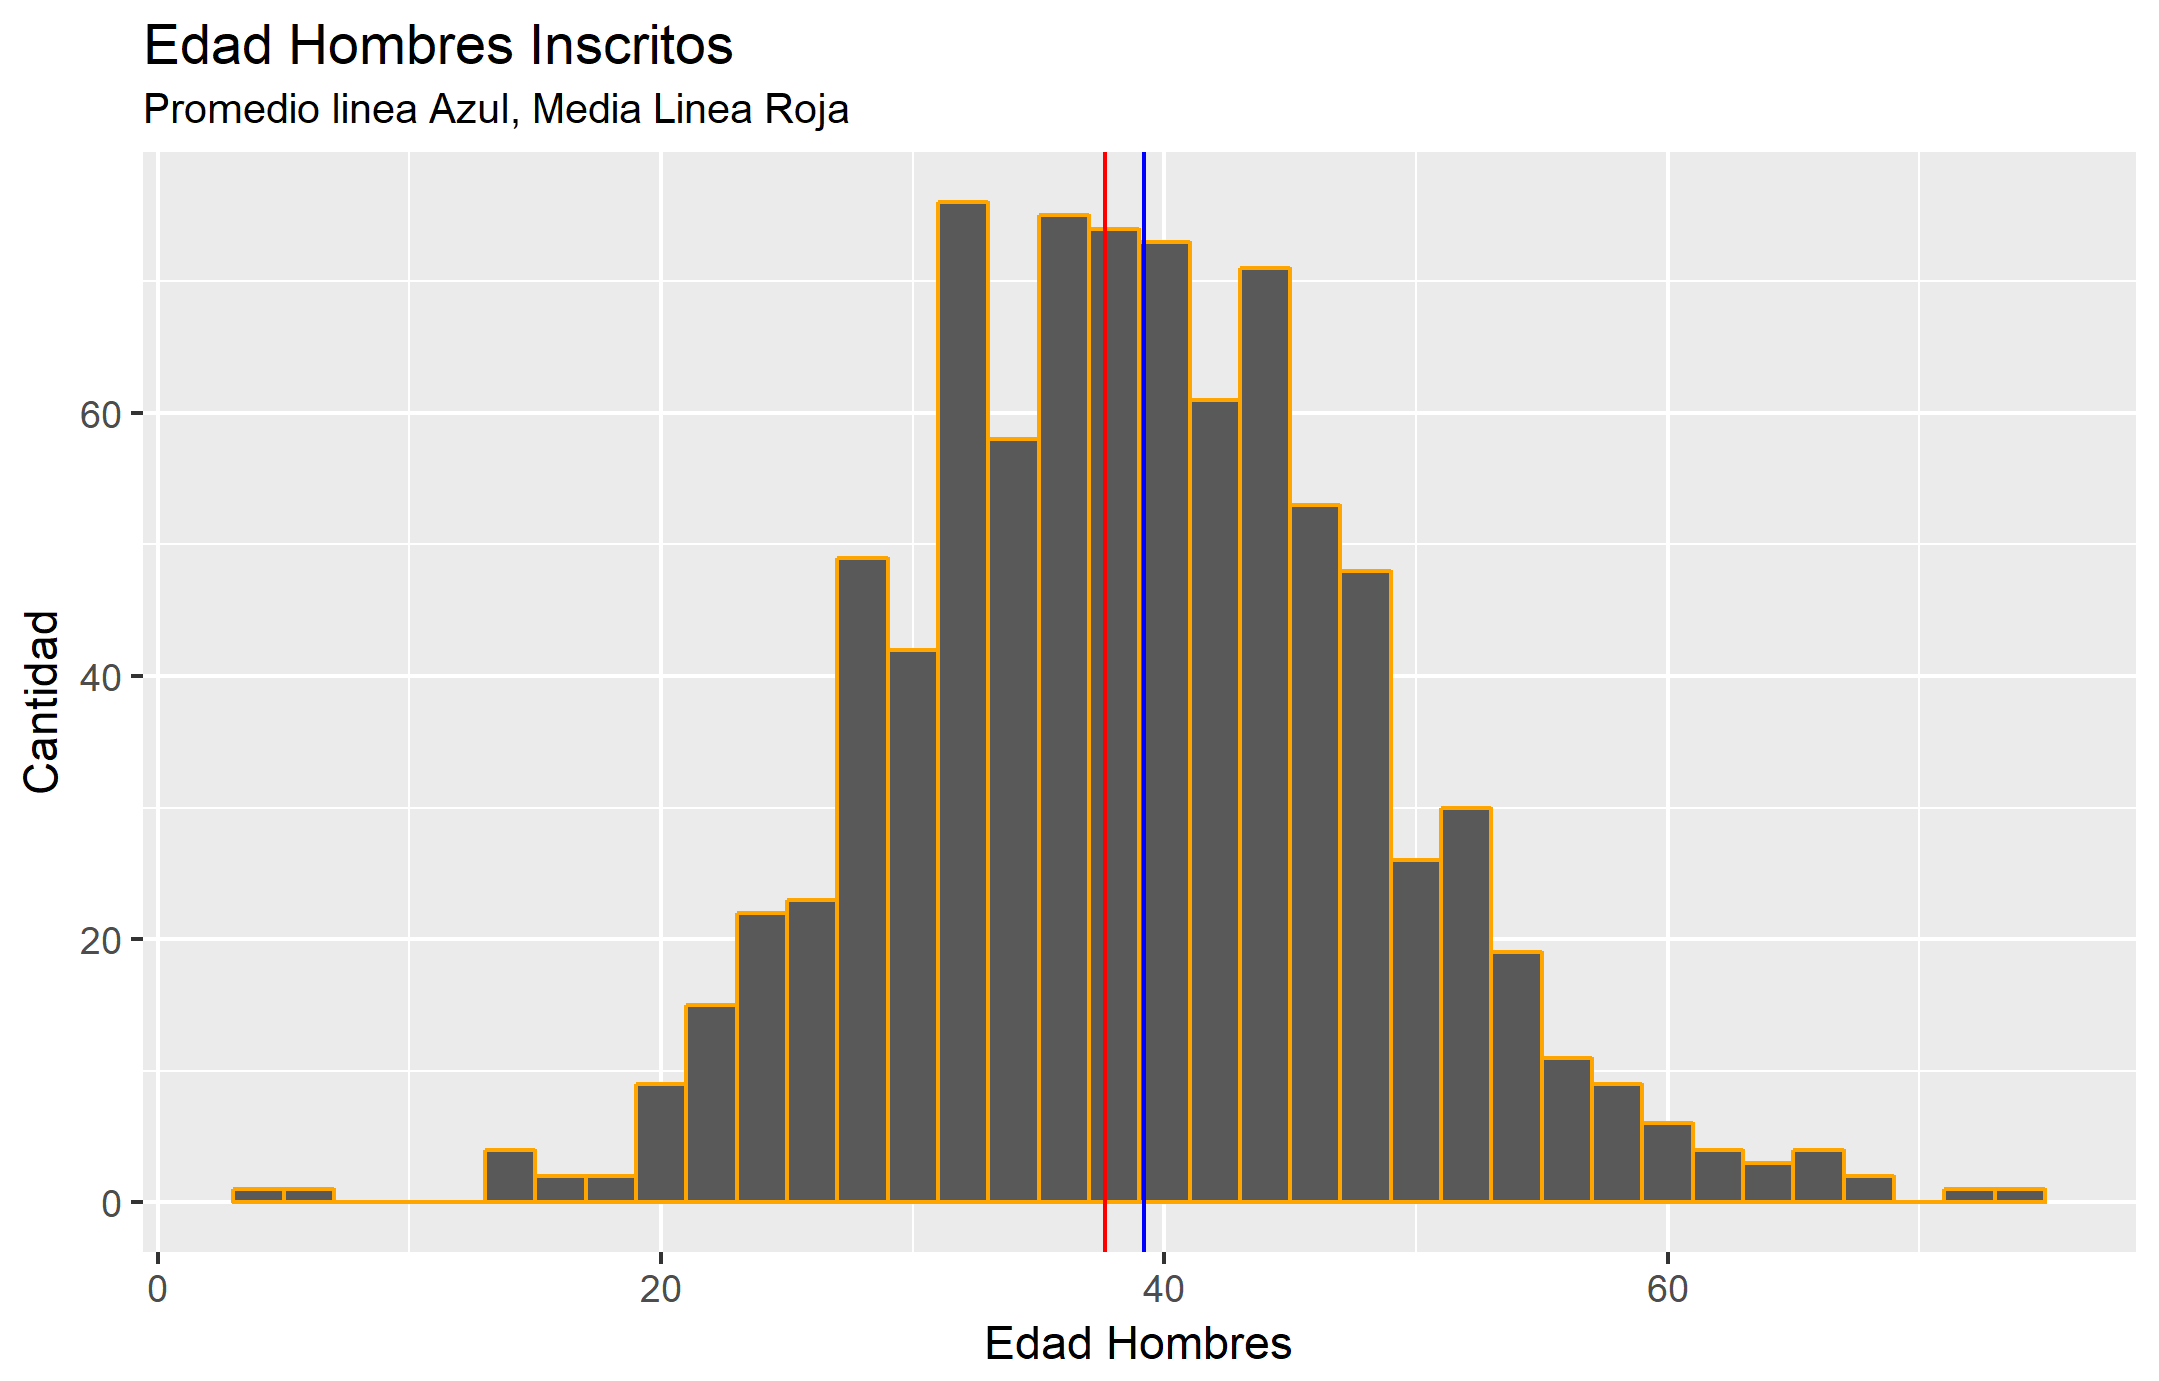 Edad Hombres Inscritos
Promedio linea Azul, Media Linea Roja
Cantidad
60
40
20
0
0 20 40 60
Edad Hombres